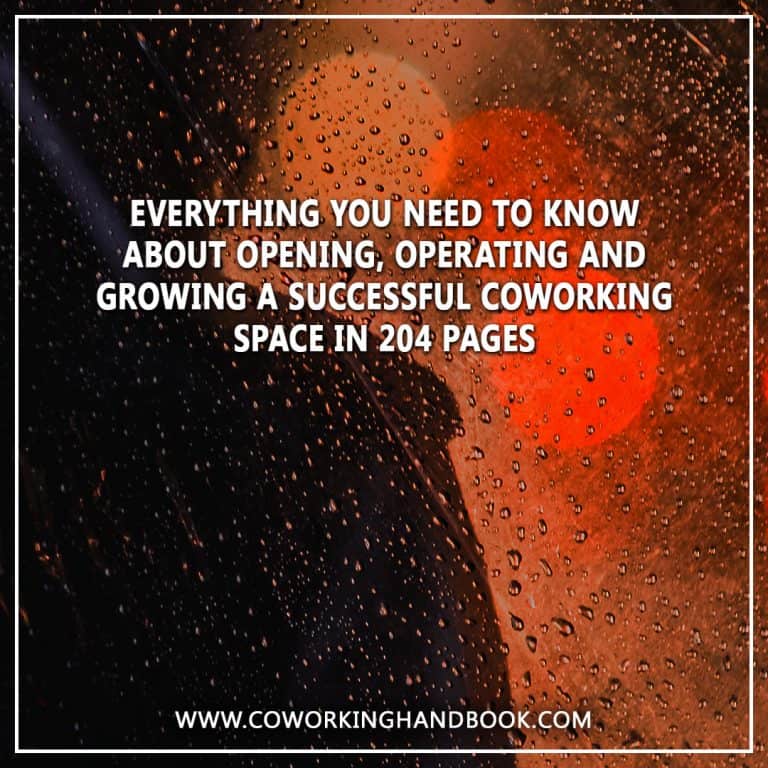 EVERYTHING YOU NEED TO KNOW
ABOUT OPENING, OPERATING AND
GROWING A SUCCESSFUL COWORKING
SPACE IN 204 PAGES
WWW.COWORKINGHANDBOOK.COM